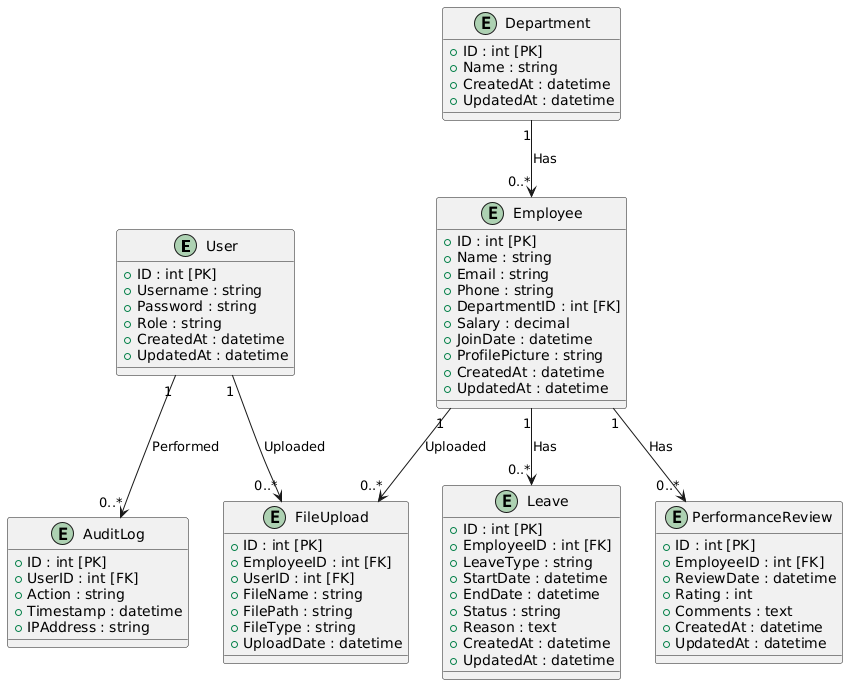 E Department
ID : int [PK]
Name : string
CreatedAt : datetime
UpdatedAt : datetime
1
Has
0..*
E Employee
ID : int [PK]
Name : string
Email : string
Phone : string
DepartmentID : int [FK]
Salary : decimal
JoinDate : datetime
ProfilePicture : string
CreatedAt : datetime
UpdatedAt : datetime
E User
ID : int [PK]
Username : string
Password : string
Role : string
CreatedAt : datetime
UpdatedAt : datetime
1
Performed
0..*
1
Uploaded
0..*
1
Uploaded
0..*
1
Has
0..*
1
Has
0..*
E AuditLog
ID : int [PK]
UserID : int [FK]
Action : string
Timestamp : datetime
IPAddress : string
E FileUpload
ID : int [PK]
EmployeeID : int [FK]
UserID : int [FK]
FileName : string
FilePath : string
FileType : string
UploadDate : datetime
E Leave
ID : int [PK]
EmployeeID : int [FK]
LeaveType : string
StartDate : datetime
EndDate : datetime
Status : string
Reason : text
CreatedAt : datetime
UpdatedAt : datetime
E PerformanceReview
ID : int [PK]
EmployeeID : int [FK]
ReviewDate : datetime
Rating : int
Comments : text
CreatedAt : datetime
UpdatedAt : datetime